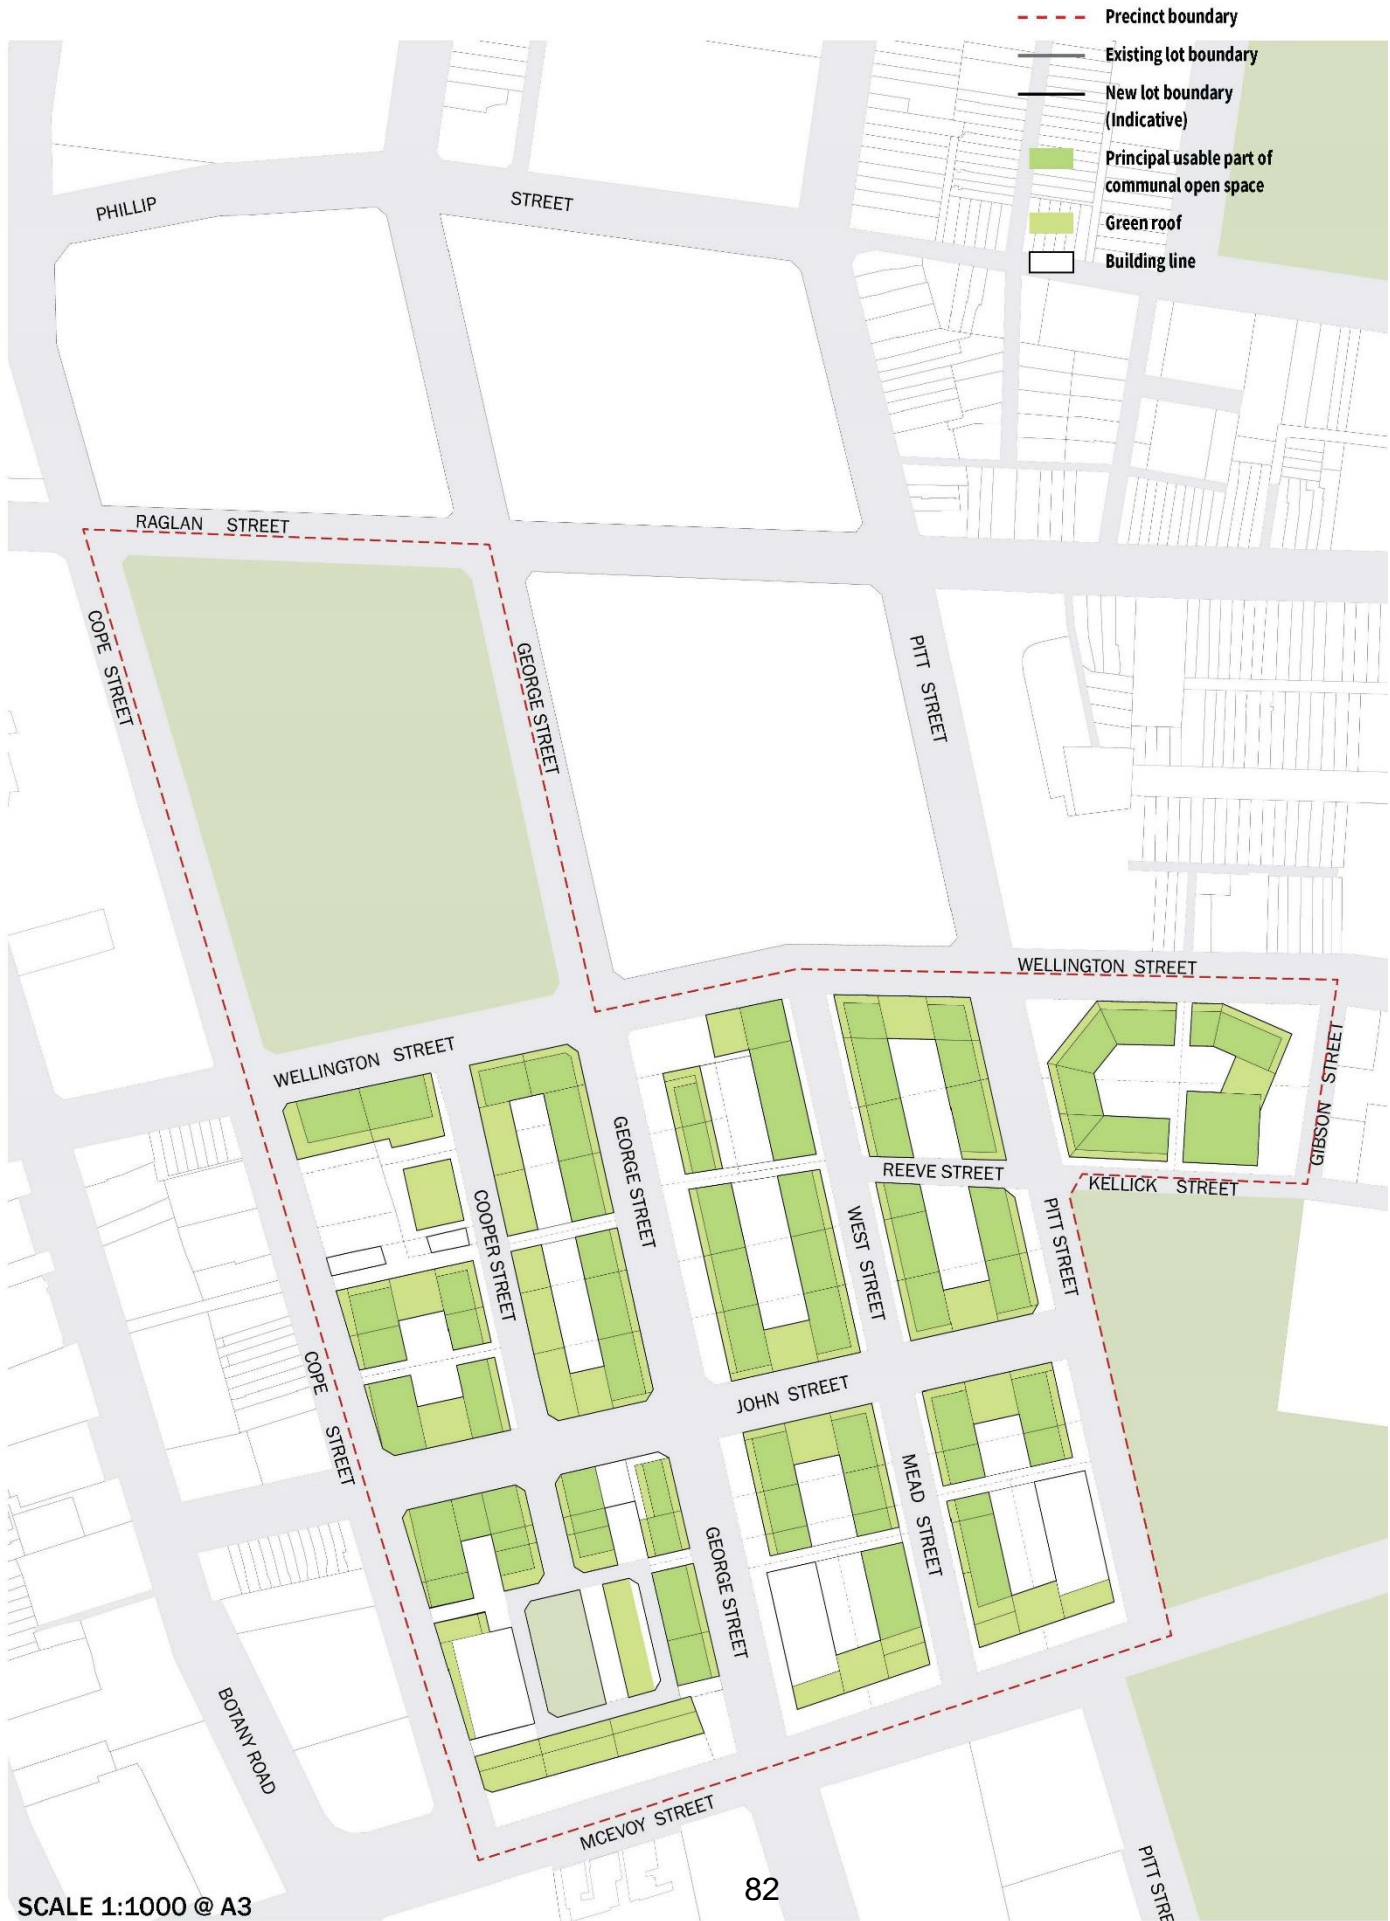 Precinct boundary
Existing lot boundary
New lot boundary
(Indicative)
Principal usable part of
communal open space
Green roof
Building line
PHILLIP STREET
RAGLAN STREET
COPE STREET
GEORGE STREET
PITT STREET
WELLINGTON STREET
WELLINGTON STREET
GIBSON STREET
GEORGE STREET
REEVE STREET
KELLICK STREET
COOPER STREET
WEST STREET
PITT STREET
COPE STREET
JOHN STREET
MEAD STREET
GEORGE STREET
BOTANY ROAD
MCEVOY STREET
PITT STRE
82
SCALE 1:1000 @ A3